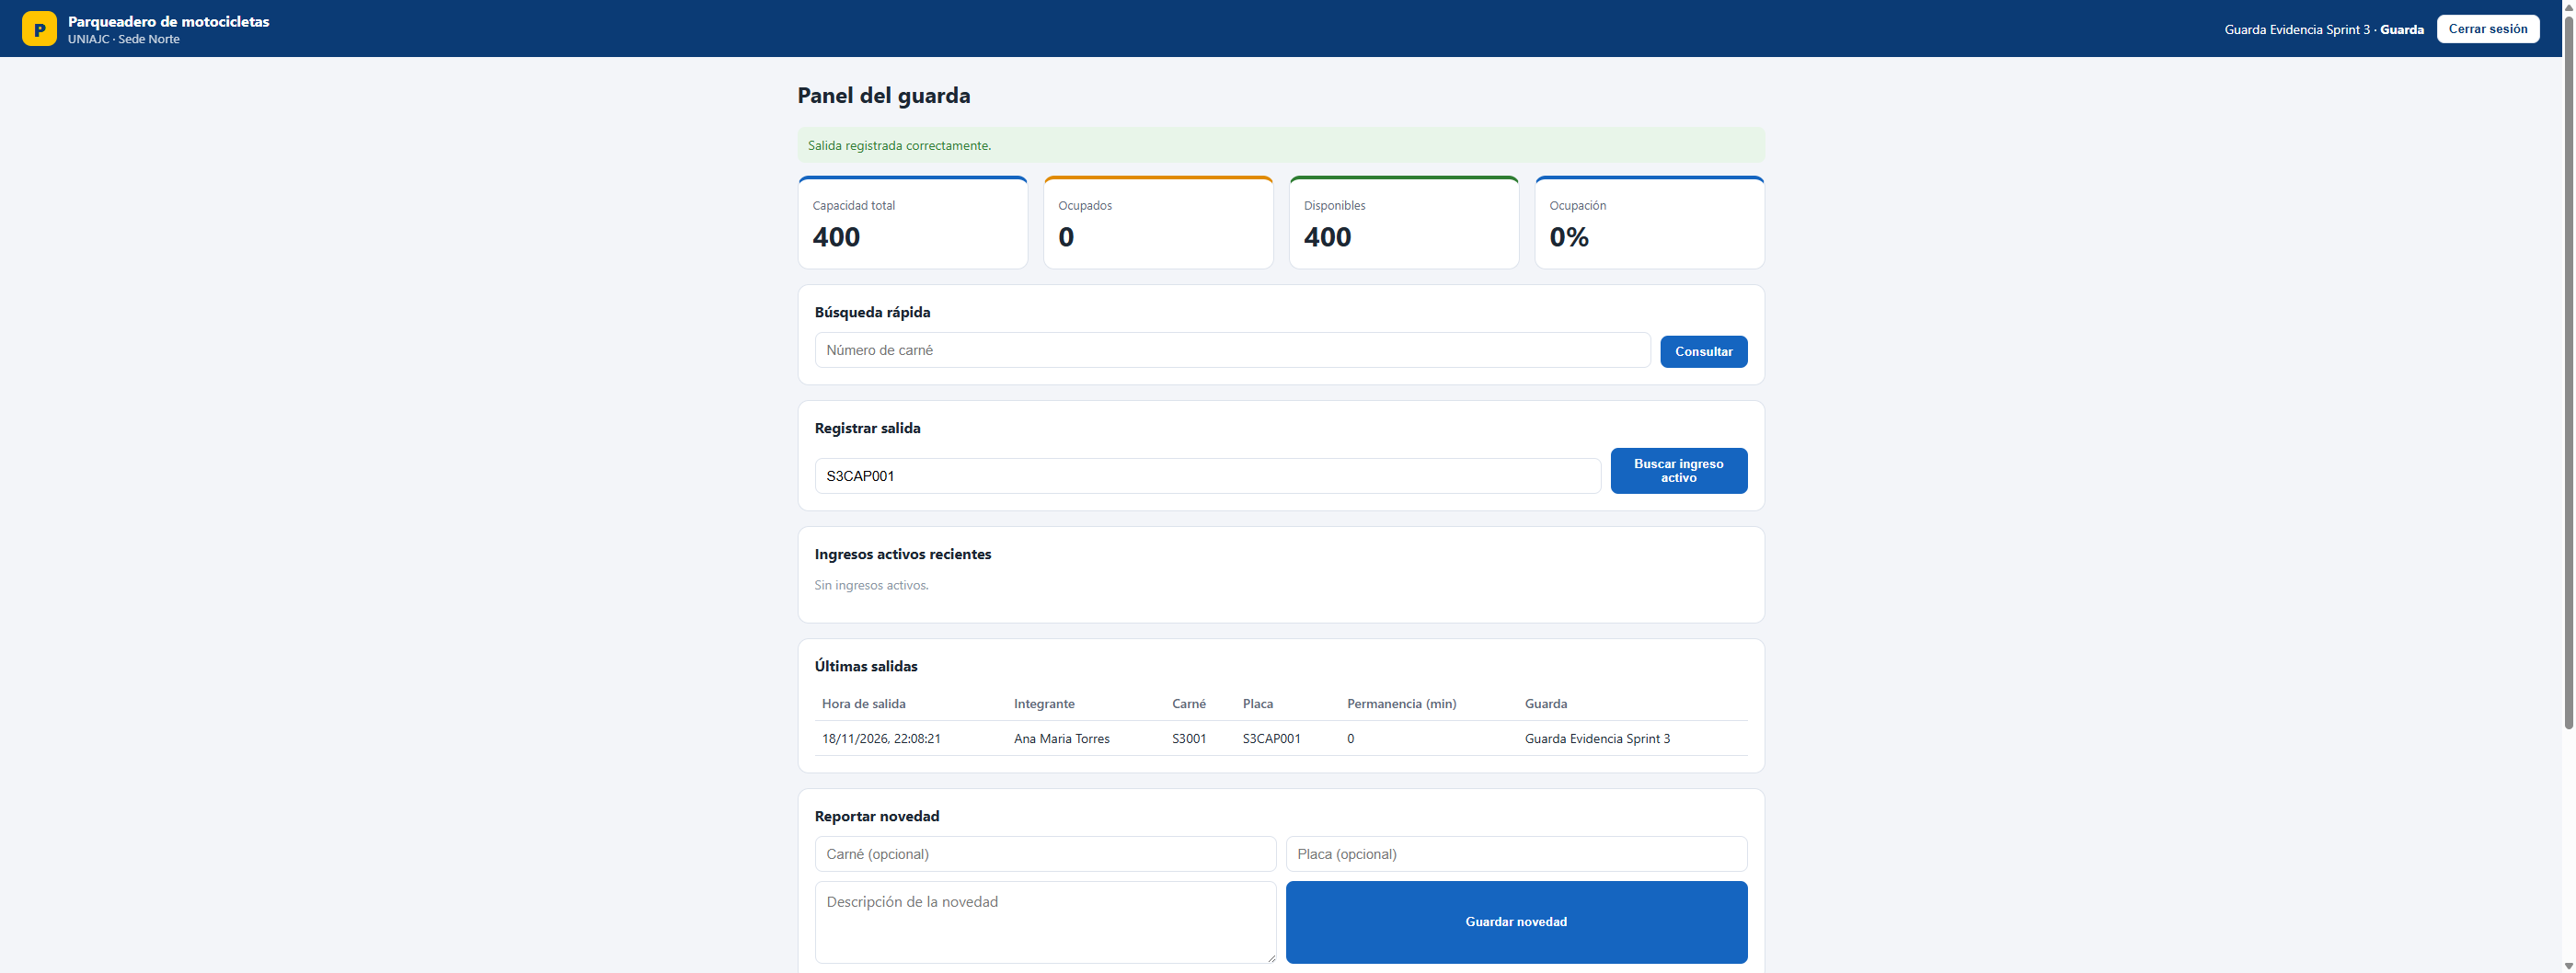 P
Parqueadero de motocicletas
UNIAJC · Sede Norte
Guarda Evidencia Sprint 3 · Guarda
Cerrar sesión
Panel del guarda
Salida registrada correctamente.
Capacidad total
400
Ocupados
0
Disponibles
400
Ocupación
0%
Búsqueda rápida
Número de carné
Consultar
Registrar salida
S3CAP001
Buscar ingreso
activo
Ingresos activos recientes
Sin ingresos activos.
Últimas salidas
Hora de salida Integrante Carné Placa Permanencia (min) Guarda
18/11/2026, 22:08:21 Ana Maria Torres S3001 S3CAP001 0 Guarda Evidencia Sprint 3
Reportar novedad
Carné (opcional)
Placa (opcional)
Descripción de la novedad
Guardar novedad